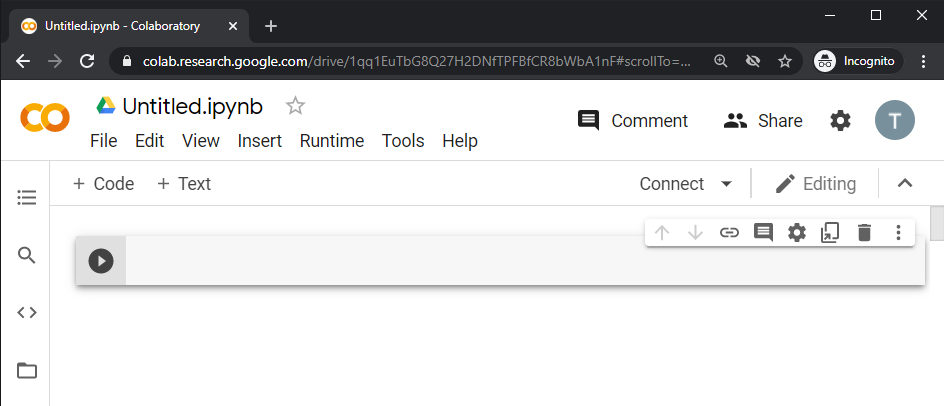 Untitled.ipynb - Colaboratory
colab.research.google.com/drive/1qq1EuTbG8Q27H2DNfTPFBfCR8bWbA1nF#scrollTo=...
Incognito
Untitled.ipynb
File Edit View Insert Runtime Tools Help
Comment
Share
T
+ Code + Text
Connect
Editing